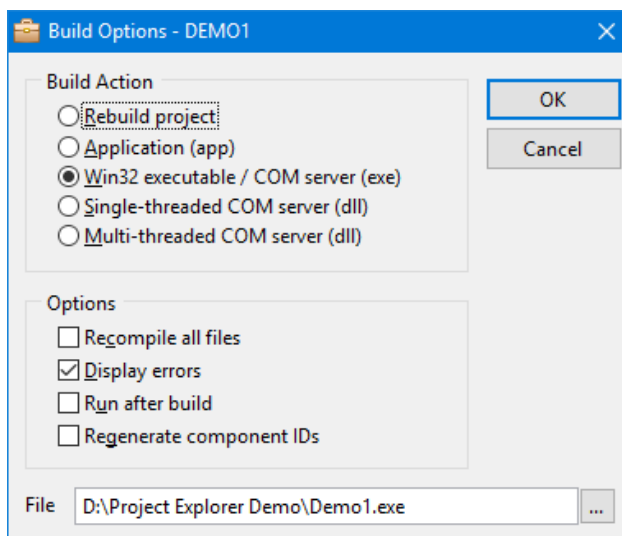 Build Options - DEMO1
Build Action
Rebuild project
Application (app)
Win32 executable / COM server (exe)
Single-threaded COM server (dll)
Multi-threaded COM server (dll)
OK
Cancel
Options
Recompile all files
Display errors
Run after build
Regenerate component IDs
File D:\Project Explorer Demo\Demo1.exe ...